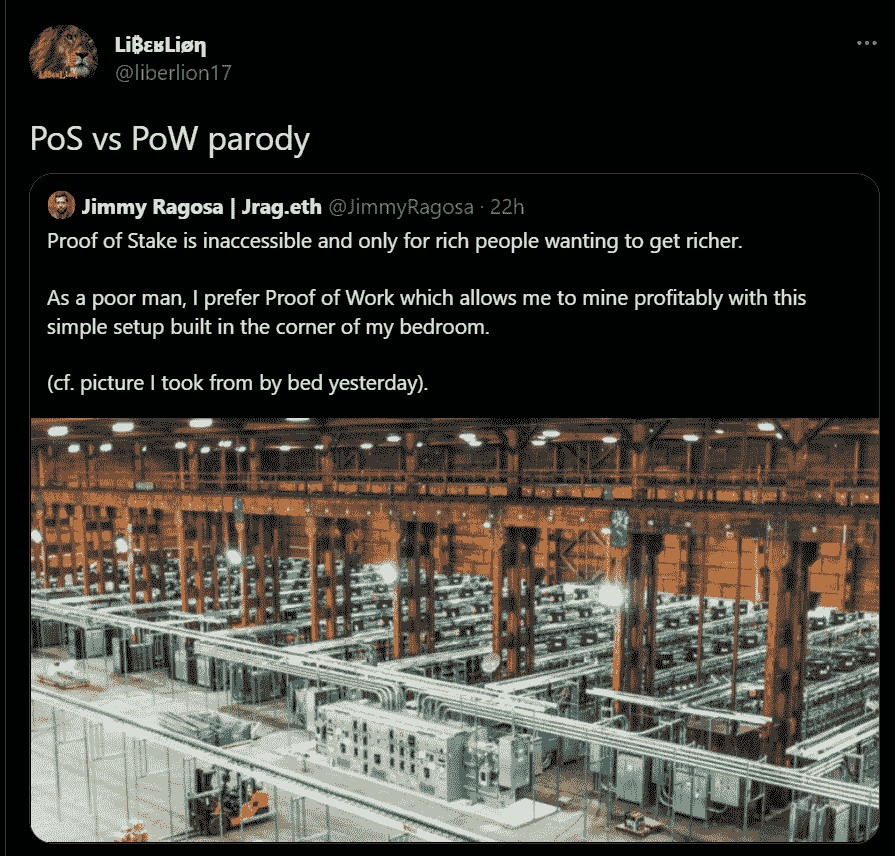 Li₿εʁLiøη
@liberlion17
PoS vs PoW parody
Jimmy Ragosa | Jrag.eth @JimmyRagosa · 22h
Proof of Stake is inaccessible and only for rich people wanting to get richer.
As a poor man, I prefer Proof of Work which allows me to mine profitably with this
simple setup built in the corner of my bedroom.
(cf. picture I took from by bed yesterday).